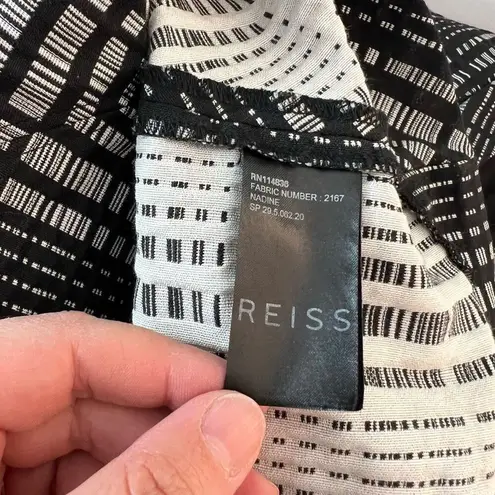 RN114838
FABRIC NUMBER : 2167
NADINE
SP 29.5.082.20
REISS